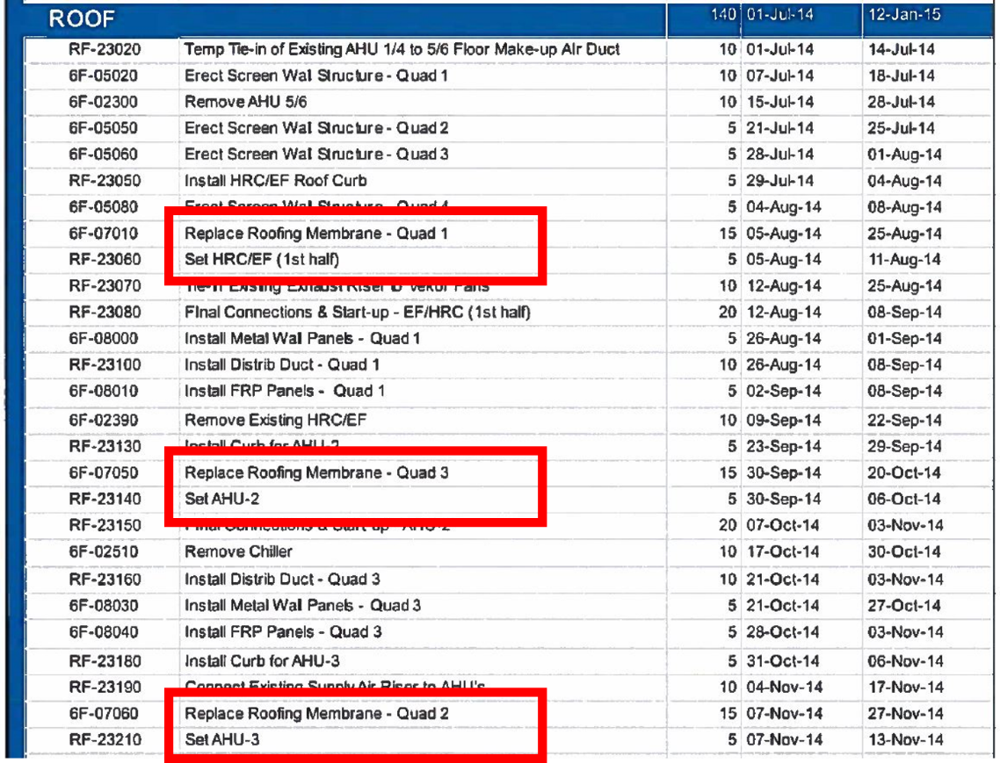 ROOF 140 01-Jul-14 12-Jan-15
RF-23020 Temp Tie-in of Existing AHU 1/4 to 5/6 Floor Make-up Air Duct 10 01-Jul-14 14-Jul-14
6F-05020 Erect Screen Wall Structure - Quad 1 10 07-Jul-14 18-Jul-14
6F-02300 Remove AHU 5/6 10 15-Jul-14 28-Jul-14
6F-05050 Erect Screen Wall Structure - Quad 2 5 21-Jul-14 25-Jul-14
6F-05060 Erect Screen Wall Structure - Quad 3 5 28-Jul-14 01-Aug-14
RF-23050 Install HRC/EF Roof Curb 5 29-Jul-14 04-Aug-14
6F-05080 Erect Screen Wall Structure - Quad 4 5 04-Aug-14 08-Aug-14
6F-07010 Replace Roofing Membrane - Quad 1 15 05-Aug-14 25-Aug-14
RF-23060 Set HRC/EF (1st half) 5 05-Aug-14 11-Aug-14
RF-23070 Tie-in Existing Exhaust Riser to Vektor Fans 10 12-Aug-14 25-Aug-14
RF-23080 Final Connections & Start-up - EF/HRC (1st half) 20 12-Aug-14 08-Sep-14
6F-08000 Install Metal Wall Panels - Quad 1 5 26-Aug-14 01-Sep-14
RF-23100 Install Distrib Duct - Quad 1 10 26-Aug-14 08-Sep-14
6F-08010 Install FRP Panels - Quad 1 5 02-Sep-14 08-Sep-14
6F-02390 Remove Existing HRC/EF 10 09-Sep-14 22-Sep-14
RF-23130 Install Curb for AHU-2 5 23-Sep-14 29-Sep-14
6F-07050 Replace Roofing Membrane - Quad 3 15 30-Sep-14 20-Oct-14
RF-23140 Set AHU-2 5 30-Sep-14 06-Oct-14
RF-23150 Final Connections & Start-up - AHU-2 20 07-Oct-14 03-Nov-14
6F-02510 Remove Chiller 10 17-Oct-14 30-Oct-14
RF-23160 Install Distrib Duct - Quad 3 10 21-Oct-14 03-Nov-14
6F-08030 Install Metal Wall Panels - Quad 3 5 21-Oct-14 27-Oct-14
6F-08040 Install FRP Panels - Quad 3 5 28-Oct-14 03-Nov-14
RF-23180 Install Curb for AHU-3 5 31-Oct-14 06-Nov-14
RF-23190 Connect Existing Supply Air Riser to AHU's 10 04-Nov-14 17-Nov-14
6F-07060 Replace Roofing Membrane - Quad 2 15 07-Nov-14 27-Nov-14
RF-23210 Set AHU-3 5 07-Nov-14 13-Nov-14